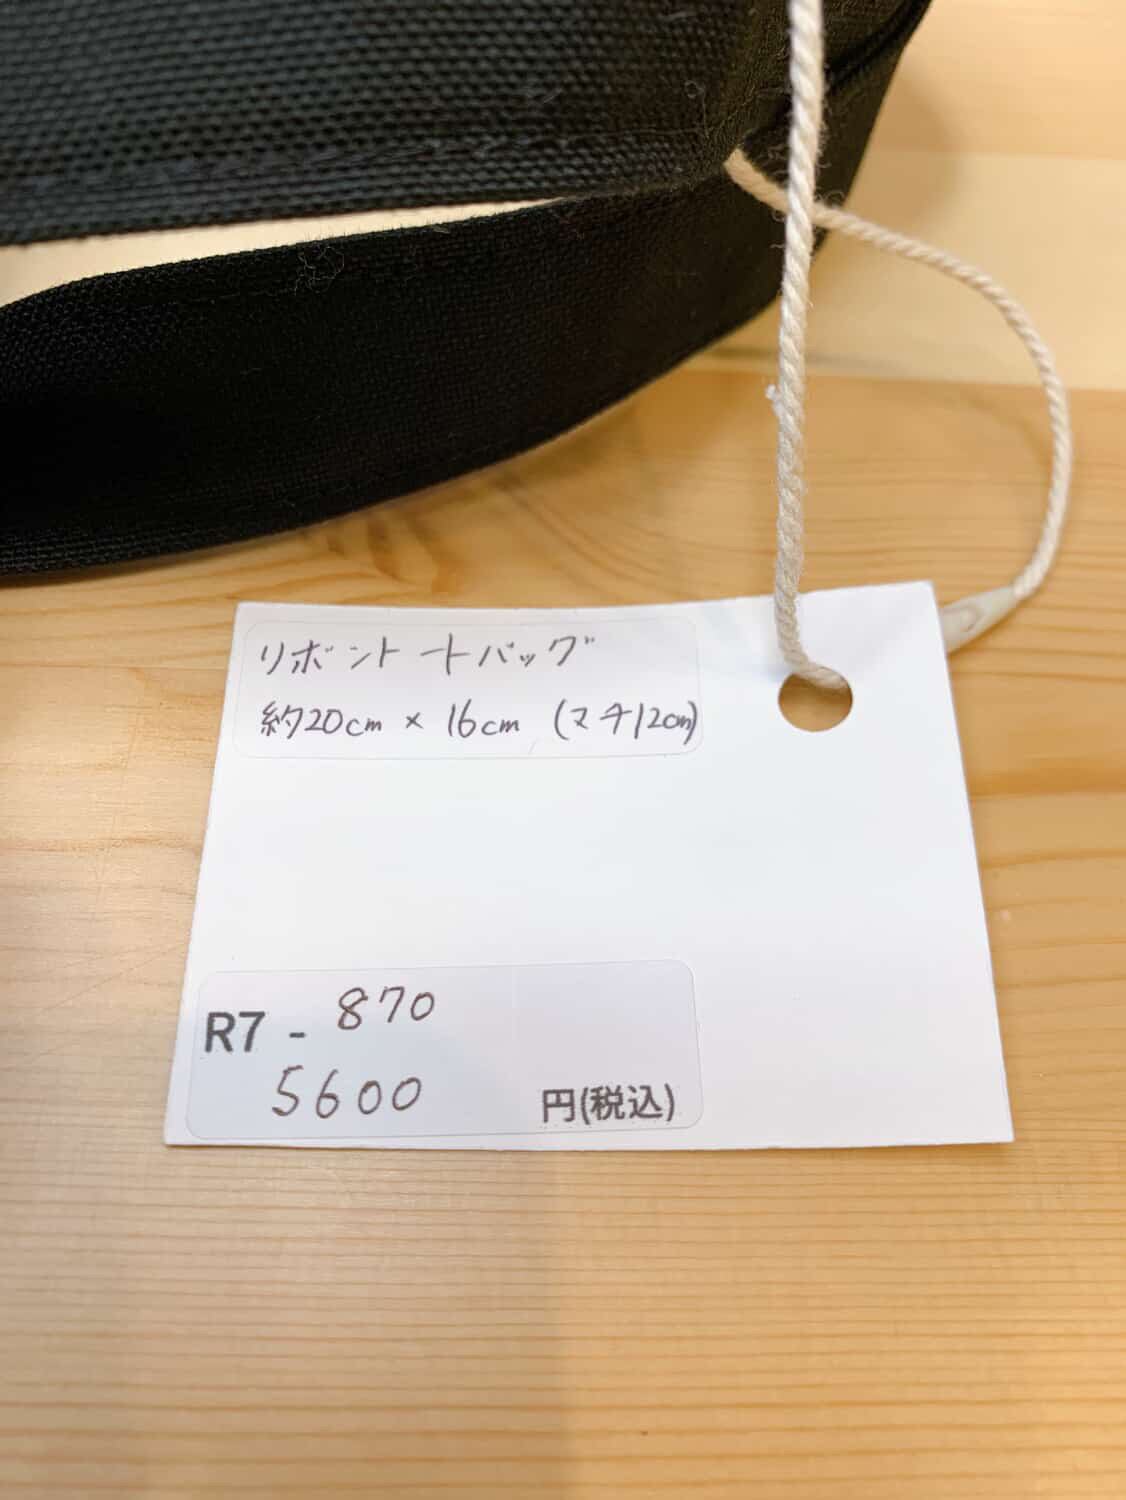 リボントートバッグ
約20cm × 16cm (マチ12cm)
R7 - 870
5600 円(税込)